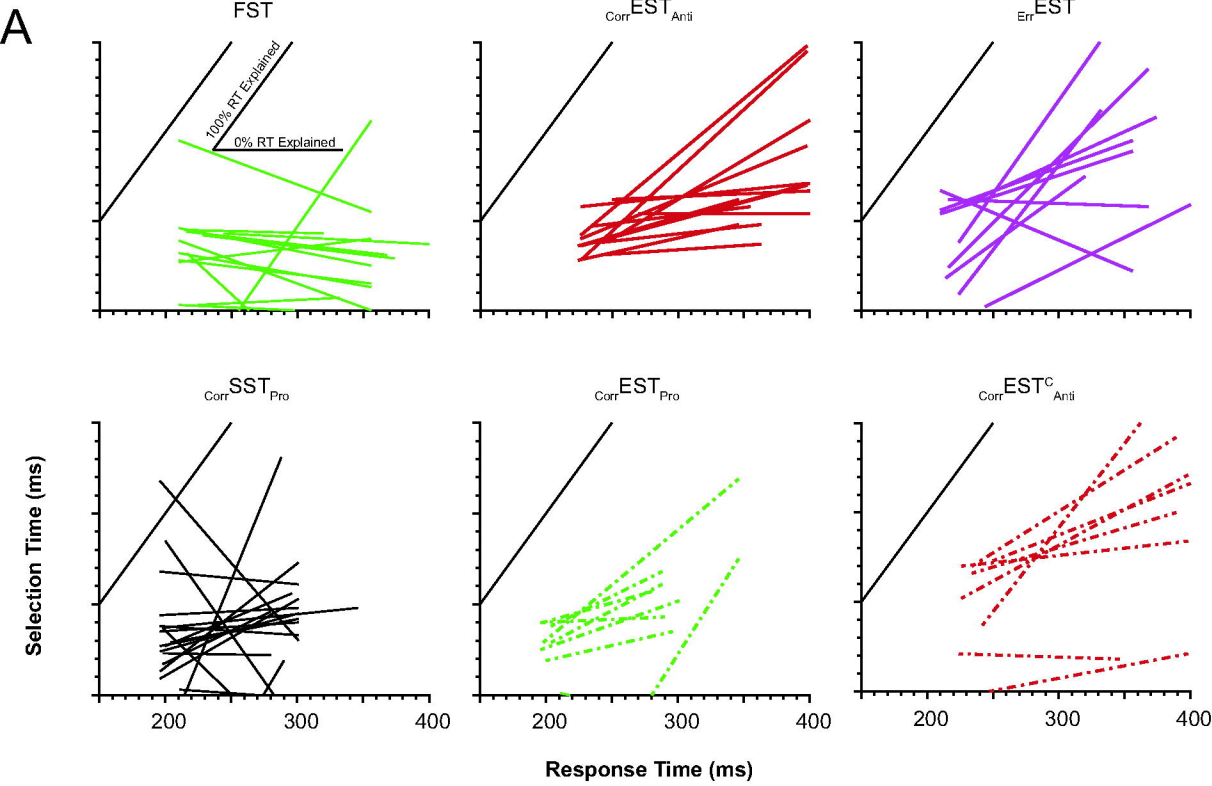 A
FST
CorrESTAnti
ErrEST
100% RT Explained
0% RT Explained
CorrSSTPro
CorrESTPro
CorrESTCAnti
Selection Time (ms)
200 300 400
200 300 400
200 300 400
Response Time (ms)